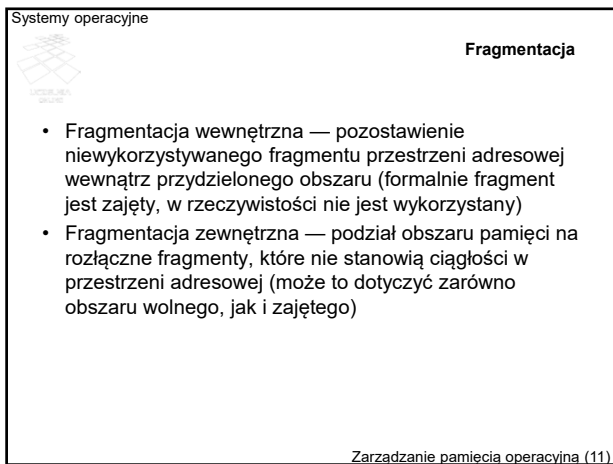 Systemy operacyjne
Fragmentacja
UCZELNIA
ONLINE
• Fragmentacja wewnętrzna — pozostawienie
niewykorzystywanego fragmentu przestrzeni adresowej
wewnątrz przydzielonego obszaru (formalnie fragment
jest zajęty, w rzeczywistości nie jest wykorzystany)
• Fragmentacja zewnętrzna — podział obszaru pamięci na
rozłączne fragmenty, które nie stanowią ciągłości w
przestrzeni adresowej (może to dotyczyć zarówno
obszaru wolnego, jak i zajętego)
Zarządzanie pamięcią operacyjną (11)